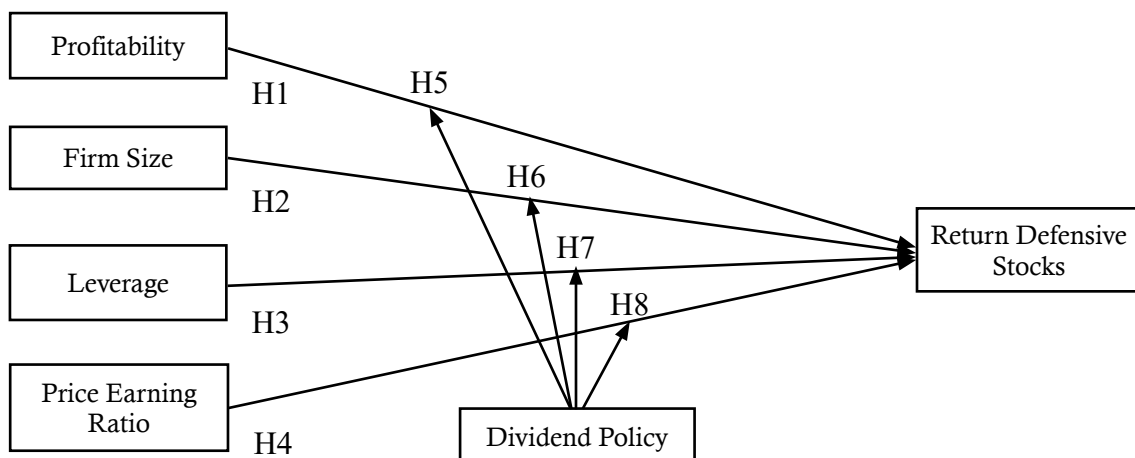 Profitability
H1
H5
Firm Size
H2
H6
Return Defensive
Stocks
Leverage
H3
H7
H8
Price Earning
Ratio
H4
Dividend Policy